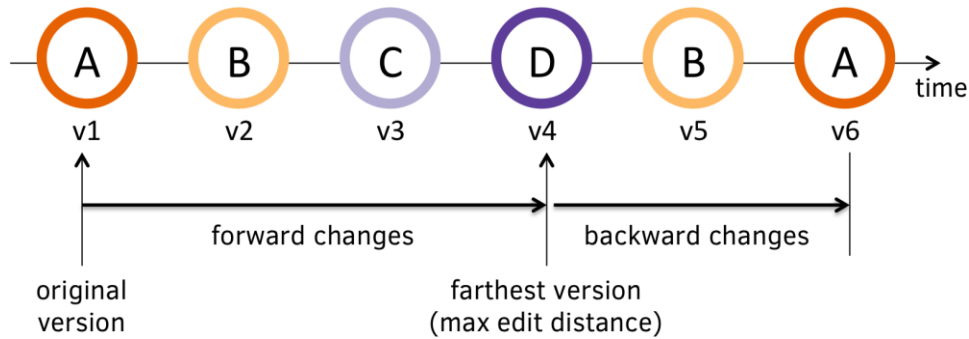 A B C D B A
time
v1 v2 v3 v4 v5 v6
forward changes backward changes
original
version
farthest version
(max edit distance)